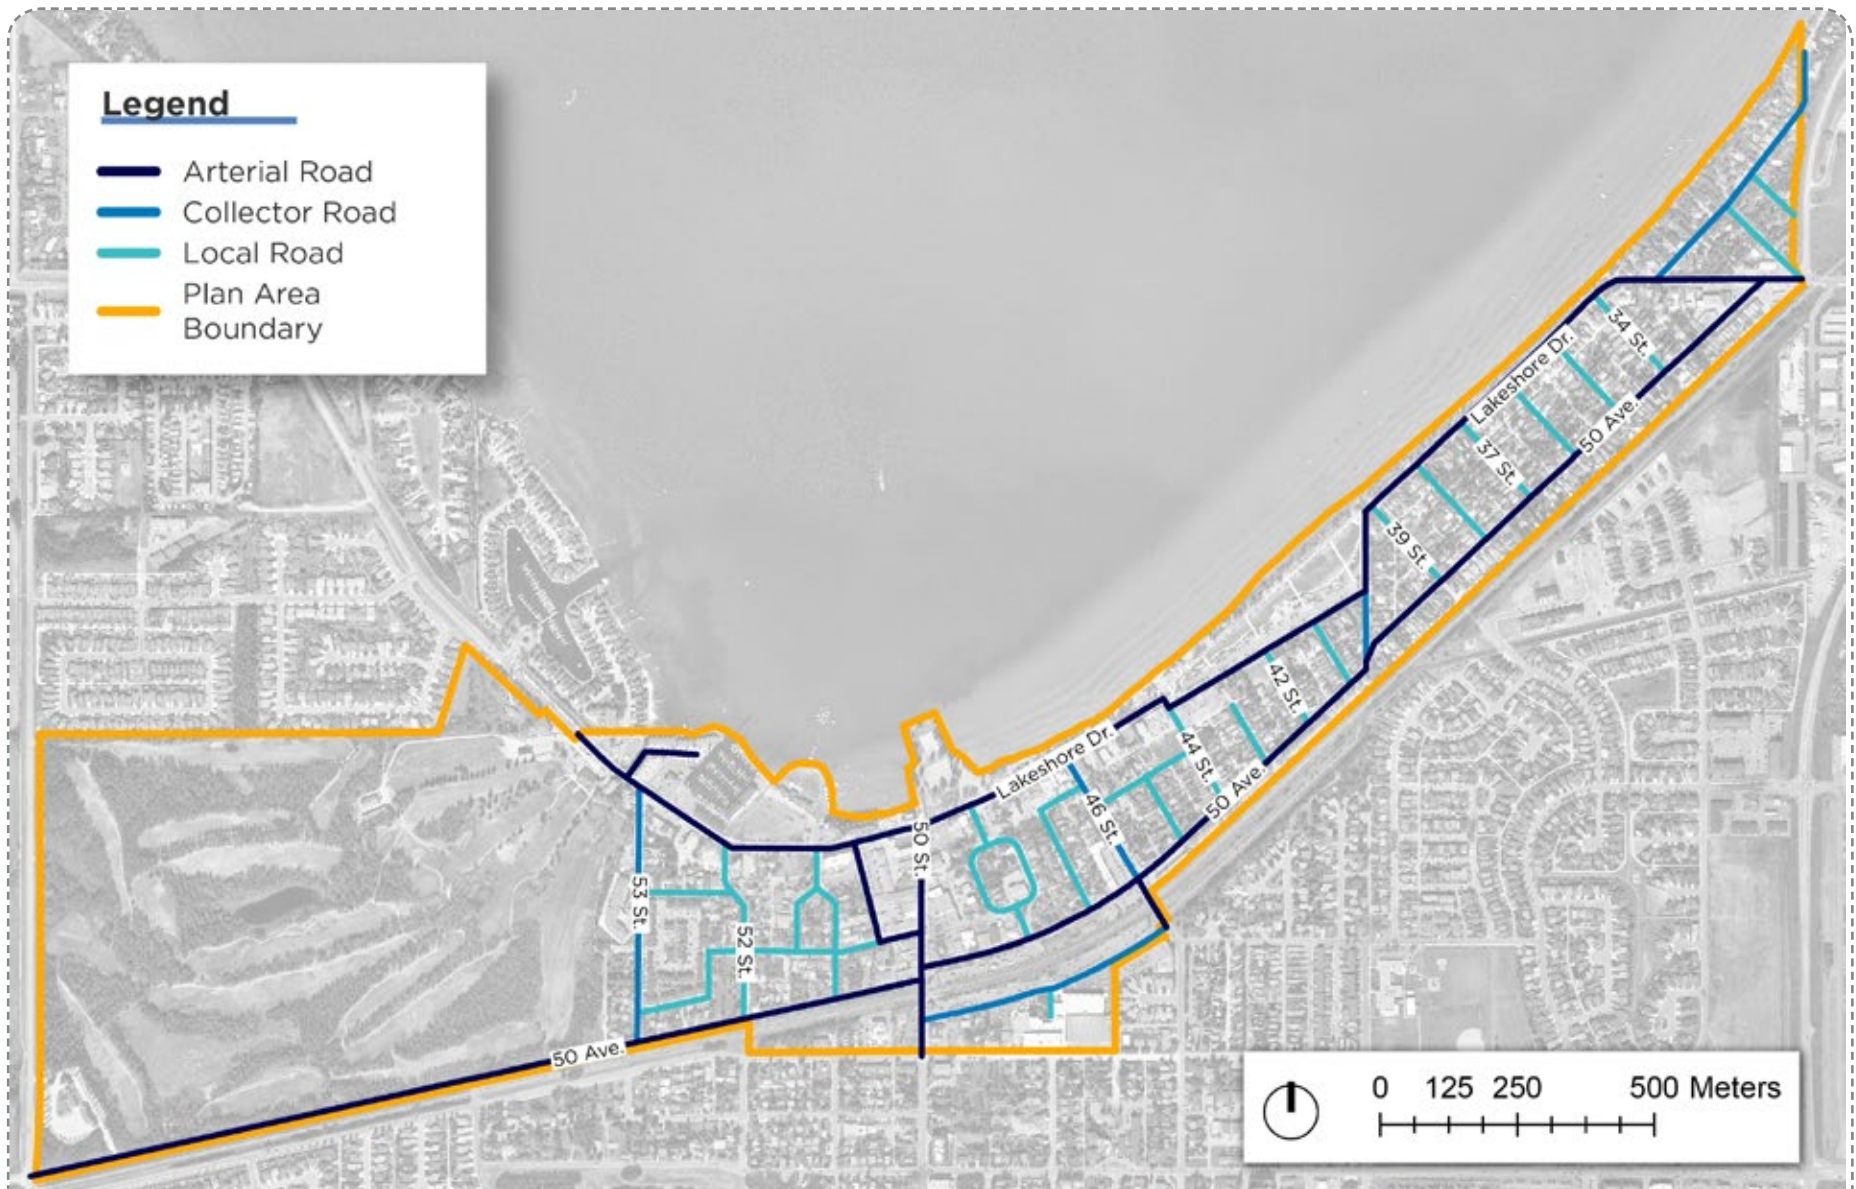 Legend
Arterial Road
Collector Road
Local Road
Plan Area
Boundary
34 St.
Lakeshore Dr.
50 Ave.
37 St.
39 St.
42 St.
44 St.
Lakeshore Dr.
46 St.
50 Ave.
50 St.
53 St.
52 St.
50 Ave.
0 125 250 500 Meters